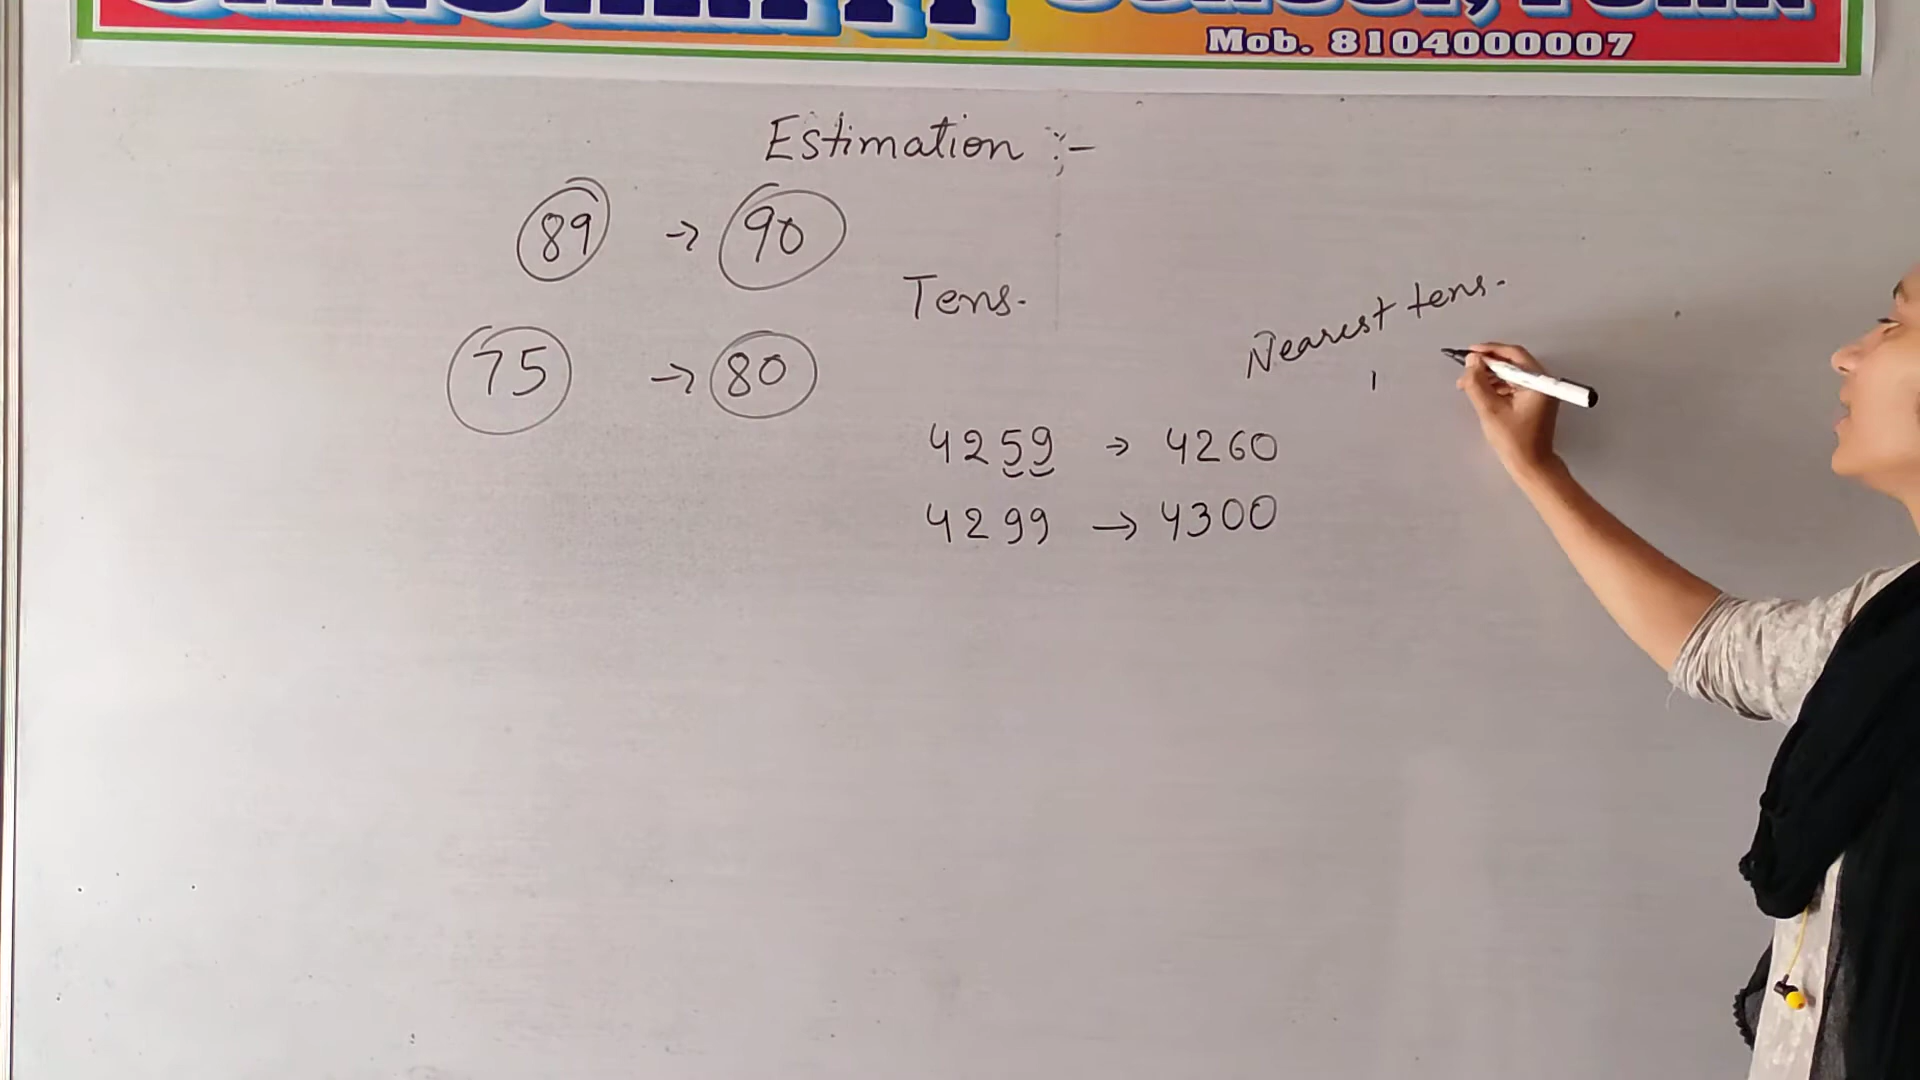 Mob. 8104000007
Estimation :-
89 → 90
Tens.
Nearest tens.
75 → 80
4259 → 4260
4299 → 4300